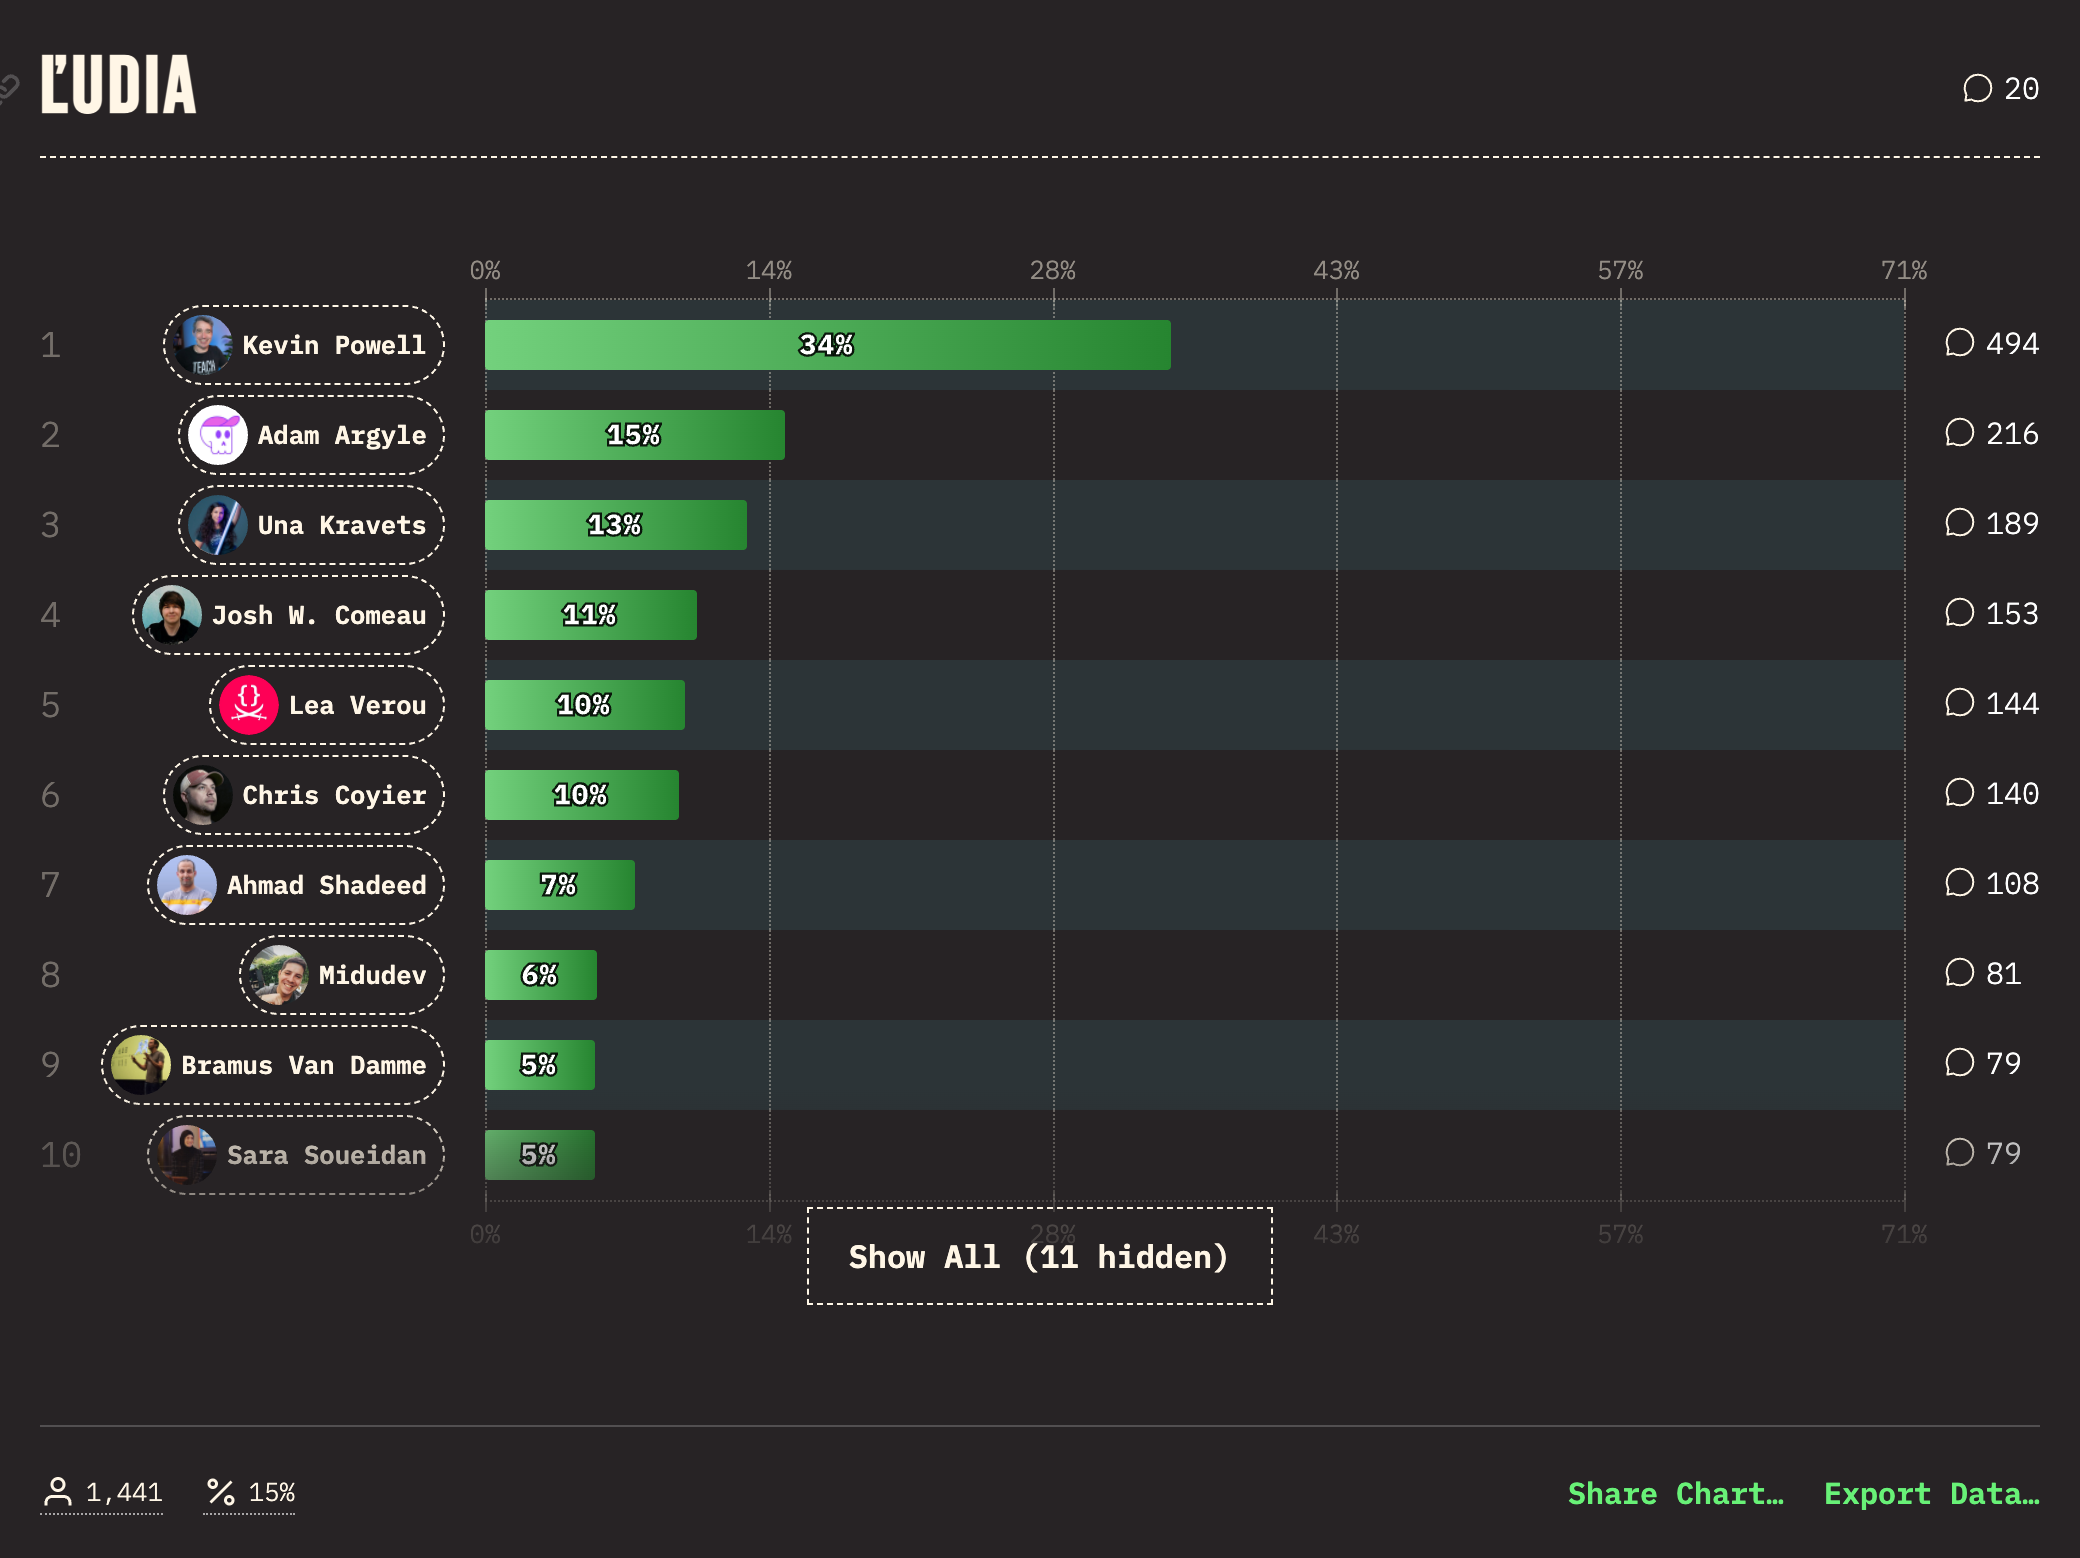 ĽUDIA
20
0% 14% 28% 43% 57% 71%
1 Kevin Powell 34% 494
2 Adam Argyle 15% 216
3 Una Kravets 13% 189
4 Josh W. Comeau 11% 153
5 Lea Verou 10% 144
6 Chris Coyier 10% 140
7 Ahmad Shadeed 7% 108
8 Midudev 6% 81
9 Bramus Van Damme 5% 79
10 Sara Soueidan 5% 79
0% 14% 28% 43% 57% 71%
Show All (11 hidden)
1,441 15% Share Chart… Export Data…